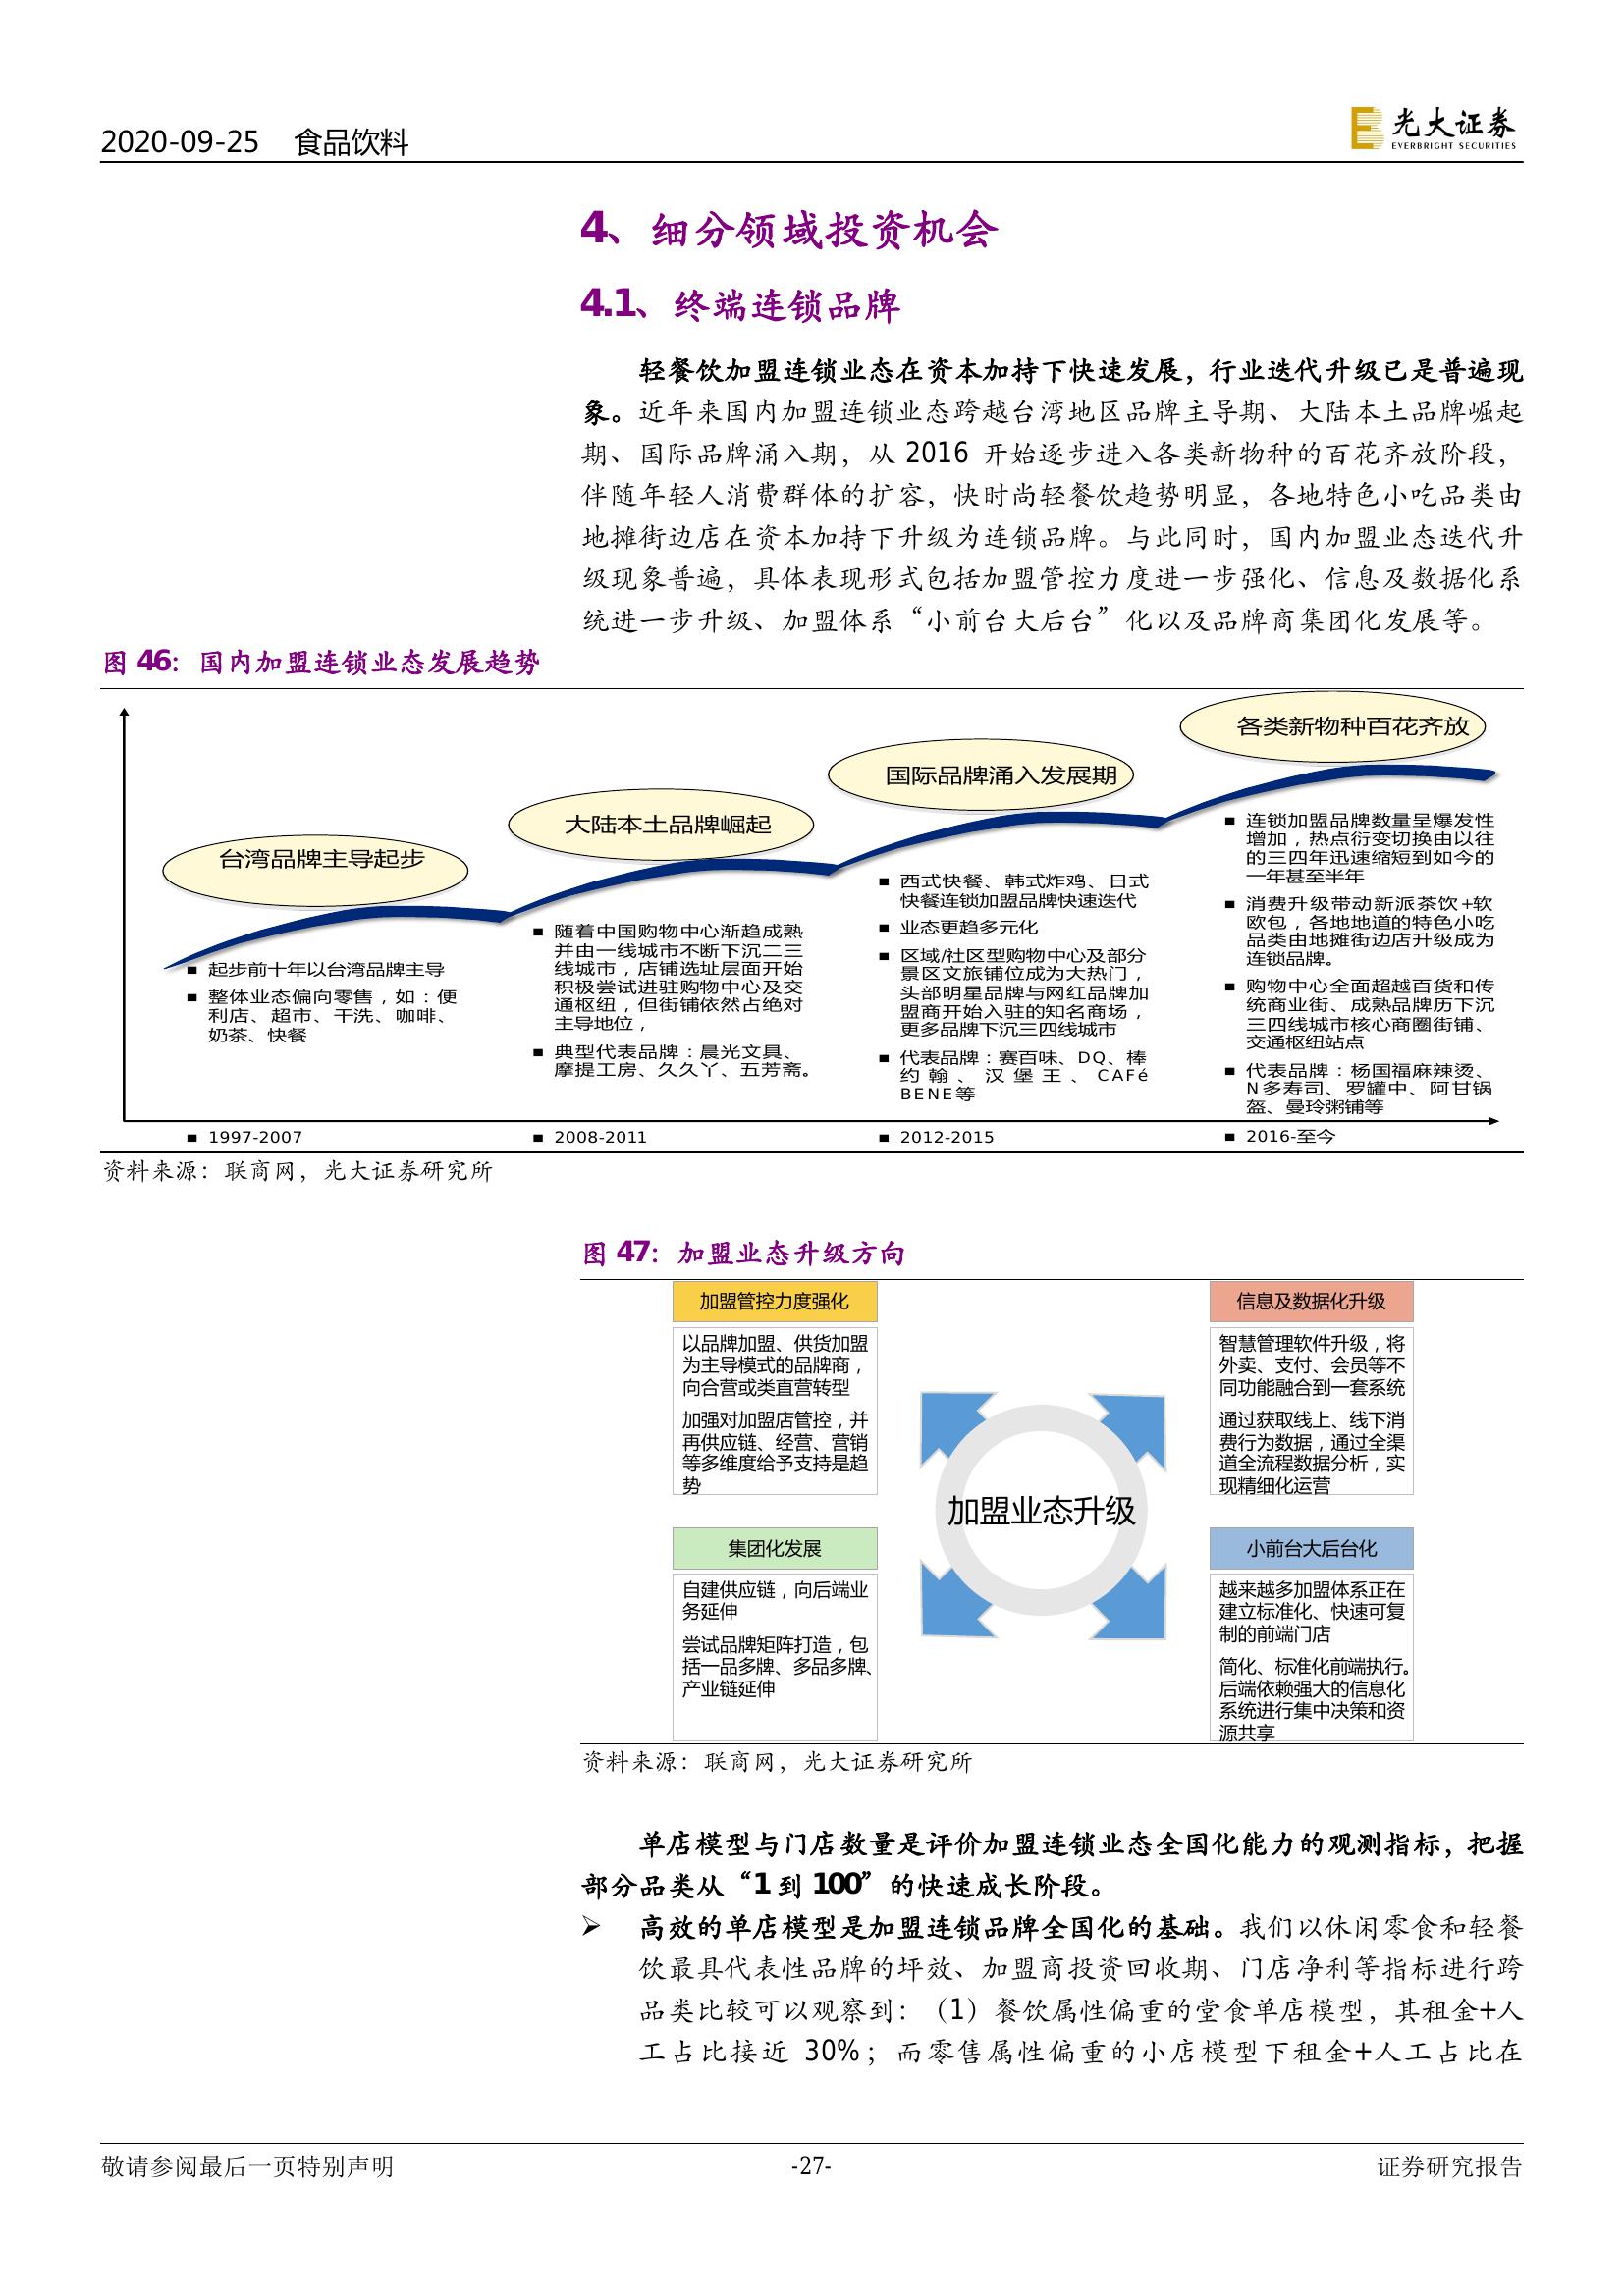 2020-09-25 食品饮料
光大证券
EVERBRIGHT SECURITIES
4、细分领域投资机会
4.1、终端连锁品牌
轻餐饮加盟连锁业态在资本加持下快速发展，行业迭代升级已是普遍现
象。近年来国内加盟连锁业态跨越台湾地区品牌主导期、大陆本土品牌崛起
期、国际品牌涌入期，从 2016 开始逐步进入各类新物种的百花齐放阶段，
伴随年轻人消费群体的扩容，快时尚轻餐饮趋势明显，各地特色小吃品类由
地摊街边店在资本加持下升级为连锁品牌。与此同时，国内加盟业态迭代升
级现象普遍，具体表现形式包括加盟管控力度进一步强化、信息及数据化系
统进一步升级、加盟体系“小前台大后台”化以及品牌商集团化发展等。
图 46：国内加盟连锁业态发展趋势
台湾品牌主导起步
■ 起步前十年以台湾品牌主导
■ 整体业态偏向零售，如：便
利店、超市、干洗、咖啡、
奶茶、快餐
■ 1997-2007
大陆本土品牌崛起
■ 随着中国购物中心渐趋成熟
并由一线城市不断下沉二三
线城市，店铺选址层面开始
积极尝试进驻购物中心及交
通枢纽，但街铺依然占绝对
主导地位，
■ 典型代表品牌：晨光文具、
摩提工房、久久丫、五芳斋。
■ 2008-2011
国际品牌涌入发展期
■ 西式快餐、韩式炸鸡、日式
快餐连锁加盟品牌快速迭代
■ 业态更趋多元化
■ 区域/社区型购物中心及部分
景区文旅铺位成为大热门，
头部明星品牌与网红品牌加
盟商开始入驻的知名商场，
更多品牌下沉三四线城市
■ 代表品牌：赛百味、DQ、棒
约翰、汉堡王、CAFé
BENE等
■ 2012-2015
各类新物种百花齐放
■ 连锁加盟品牌数量呈爆发性
增加，热点衍变切换由以往
的三四年迅速缩短到如今的
一年甚至半年
■ 消费升级带动新派茶饮+软
欧包，各地地道的特色小吃
品类由地摊街边店升级成为
连锁品牌。
■ 购物中心全面超越百货和传
统商业街、成熟品牌历下沉
三四线城市核心商圈街铺、
交通枢纽站点
■ 代表品牌：杨国福麻辣烫、
N多寿司、罗罐中、阿甘锅
盔、曼玲粥铺等
■ 2016-至今
资料来源：联商网，光大证券研究所
图 47：加盟业态升级方向
加盟管控力度强化
以品牌加盟、供货加盟
为主导模式的品牌商，
向合营或类直营转型
加强对加盟店管控，并
再供应链、经营、营销
等多维度给予支持是趋
势
信息及数据化升级
智慧管理软件升级，将
外卖、支付、会员等不
同功能融合到一套系统
通过获取线上、线下消
费行为数据，通过全渠
道全流程数据分析，实
现精细化运营
加盟业态升级
集团化发展
自建供应链，向后端业
务延伸
尝试品牌矩阵打造，包
括一品多牌、多品多牌、
产业链延伸
小前台大后台化
越来越多加盟体系正在
建立标准化、快速可复
制的前端门店
简化、标准化前端执行。
后端依赖强大的信息化
系统进行集中决策和资
源共享
资料来源：联商网，光大证券研究所
单店模型与门店数量是评价加盟连锁业态全国化能力的观测指标，把握
部分品类从“1 到 100”的快速成长阶段。
➢ 高效的单店模型是加盟连锁品牌全国化的基础。我们以休闲零食和轻餐
饮最具代表性品牌的坪效、加盟商投资回收期、门店净利等指标进行跨
品类比较可以观察到：（1）餐饮属性偏重的堂食单店模型，其租金+人
工占比接近 30%；而零售属性偏重的小店模型下租金+人工占比在
敬请参阅最后一页特别声明
-27-
证券研究报告